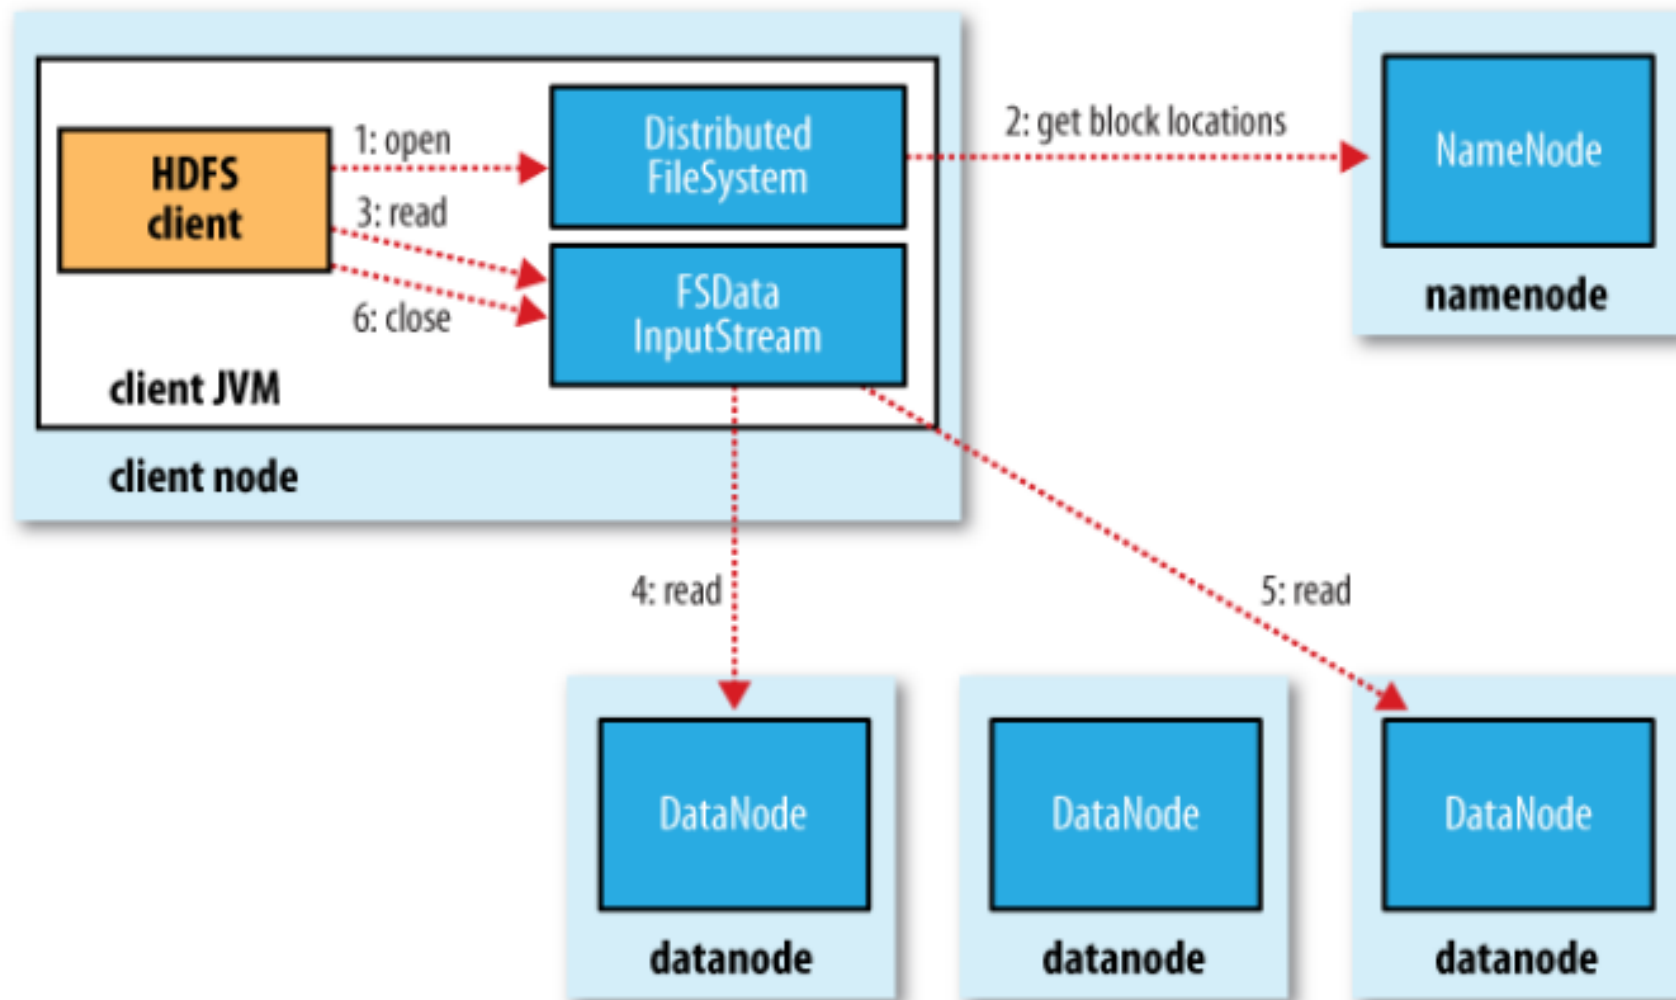 HDFS
client
1: open
3: read
6: close
Distributed
FileSystem
FSData
InputStream
client JVM
client node
2: get block locations
NameNode
namenode
4: read
5: read
DataNode
datanode
DataNode
datanode
DataNode
datanode